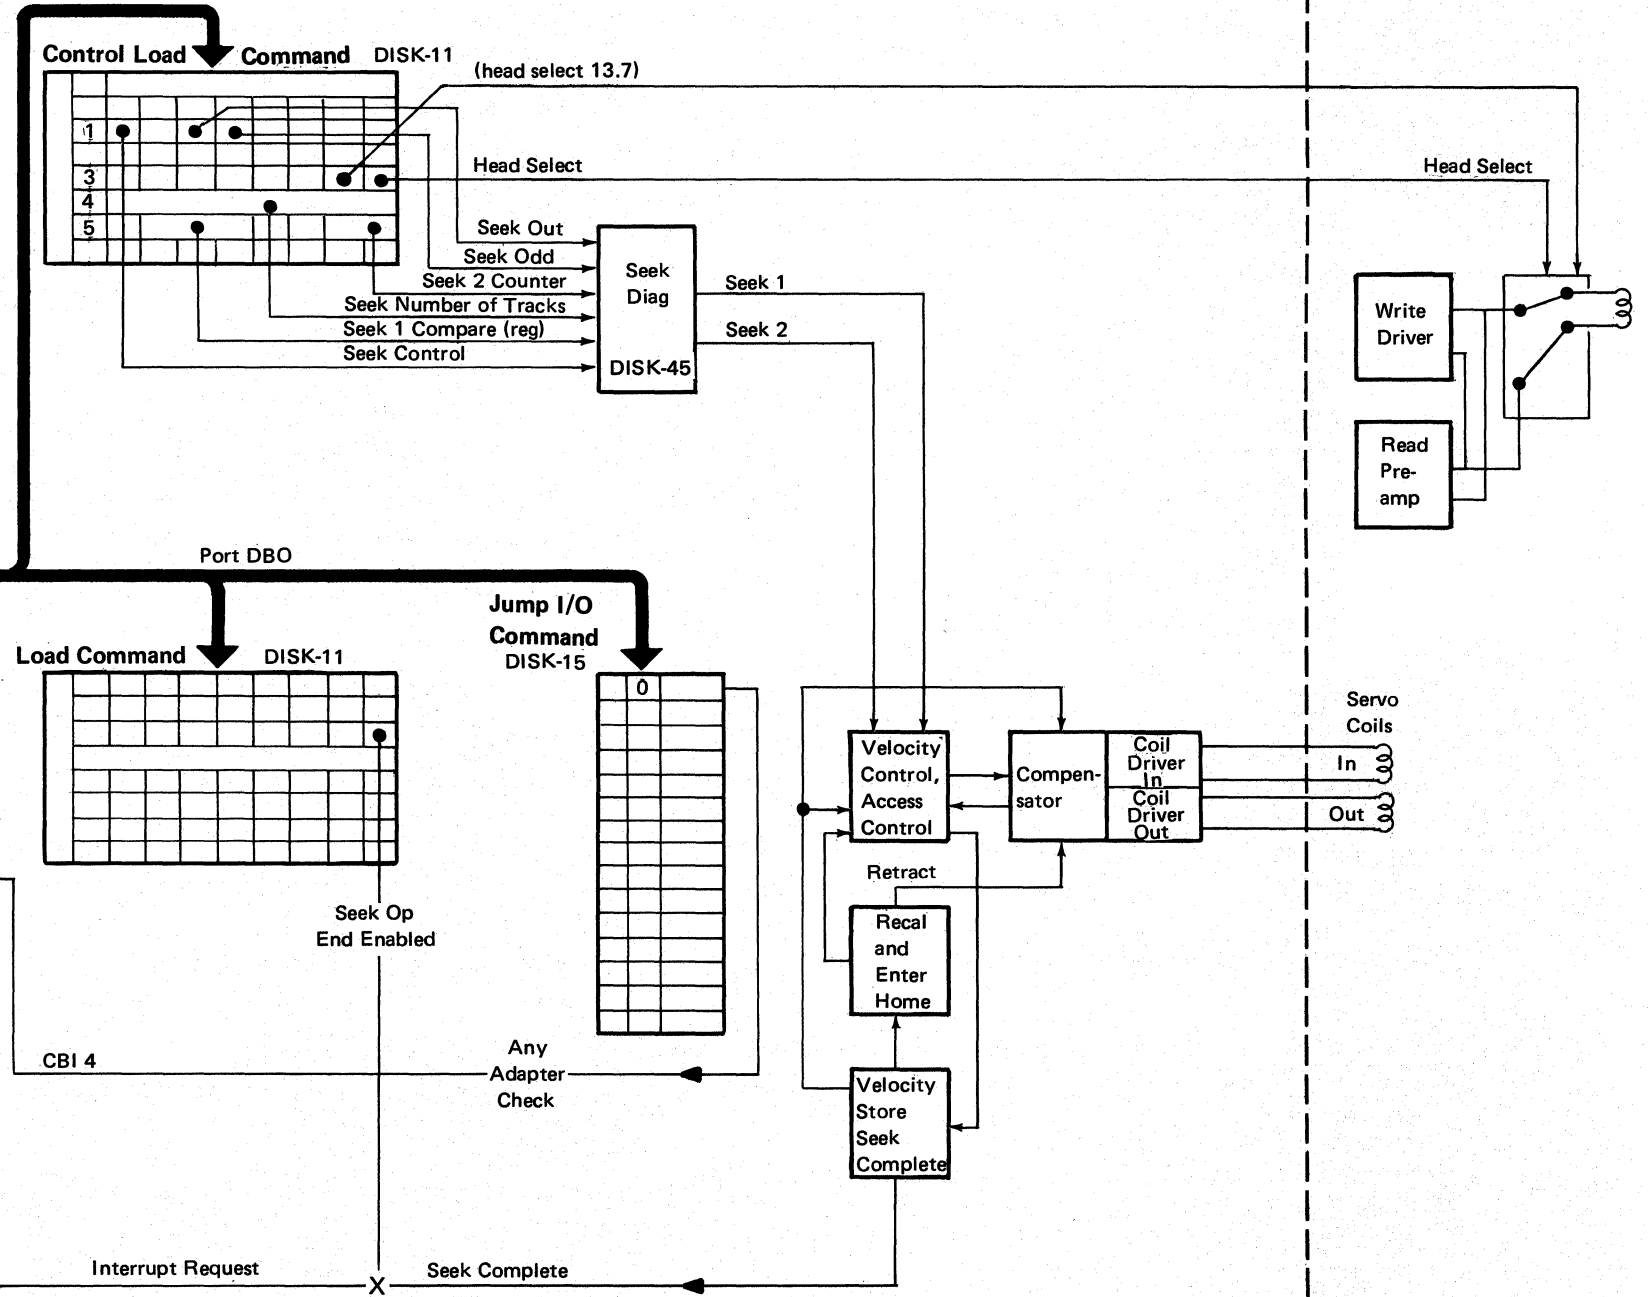 Control Load Command DISK-11
(head select 13.7)
1
3
4
5
Head Select
Head Select
Seek Out
Seek Odd
Seek 2 Counter
Seek Number of Tracks
Seek 1 Compare (reg)
Seek Control
Seek
Diag
DISK-45
Seek 1
Seek 2
Write
Driver
Read
Pre-
amp
Port DBO
Jump I/O
Command
DISK-15
0
Load Command DISK-11
Seek Op
End Enabled
CBI 4
Any
Adapter
Check
Velocity
Control,
Access
Control
Compen-
sator
Coil
Driver
In
Coil
Driver
Out
Servo
Coils
In
Out
Retract
Recal
and
Enter
Home
Velocity
Store
Seek
Complete
Interrupt Request
X
Seek Complete